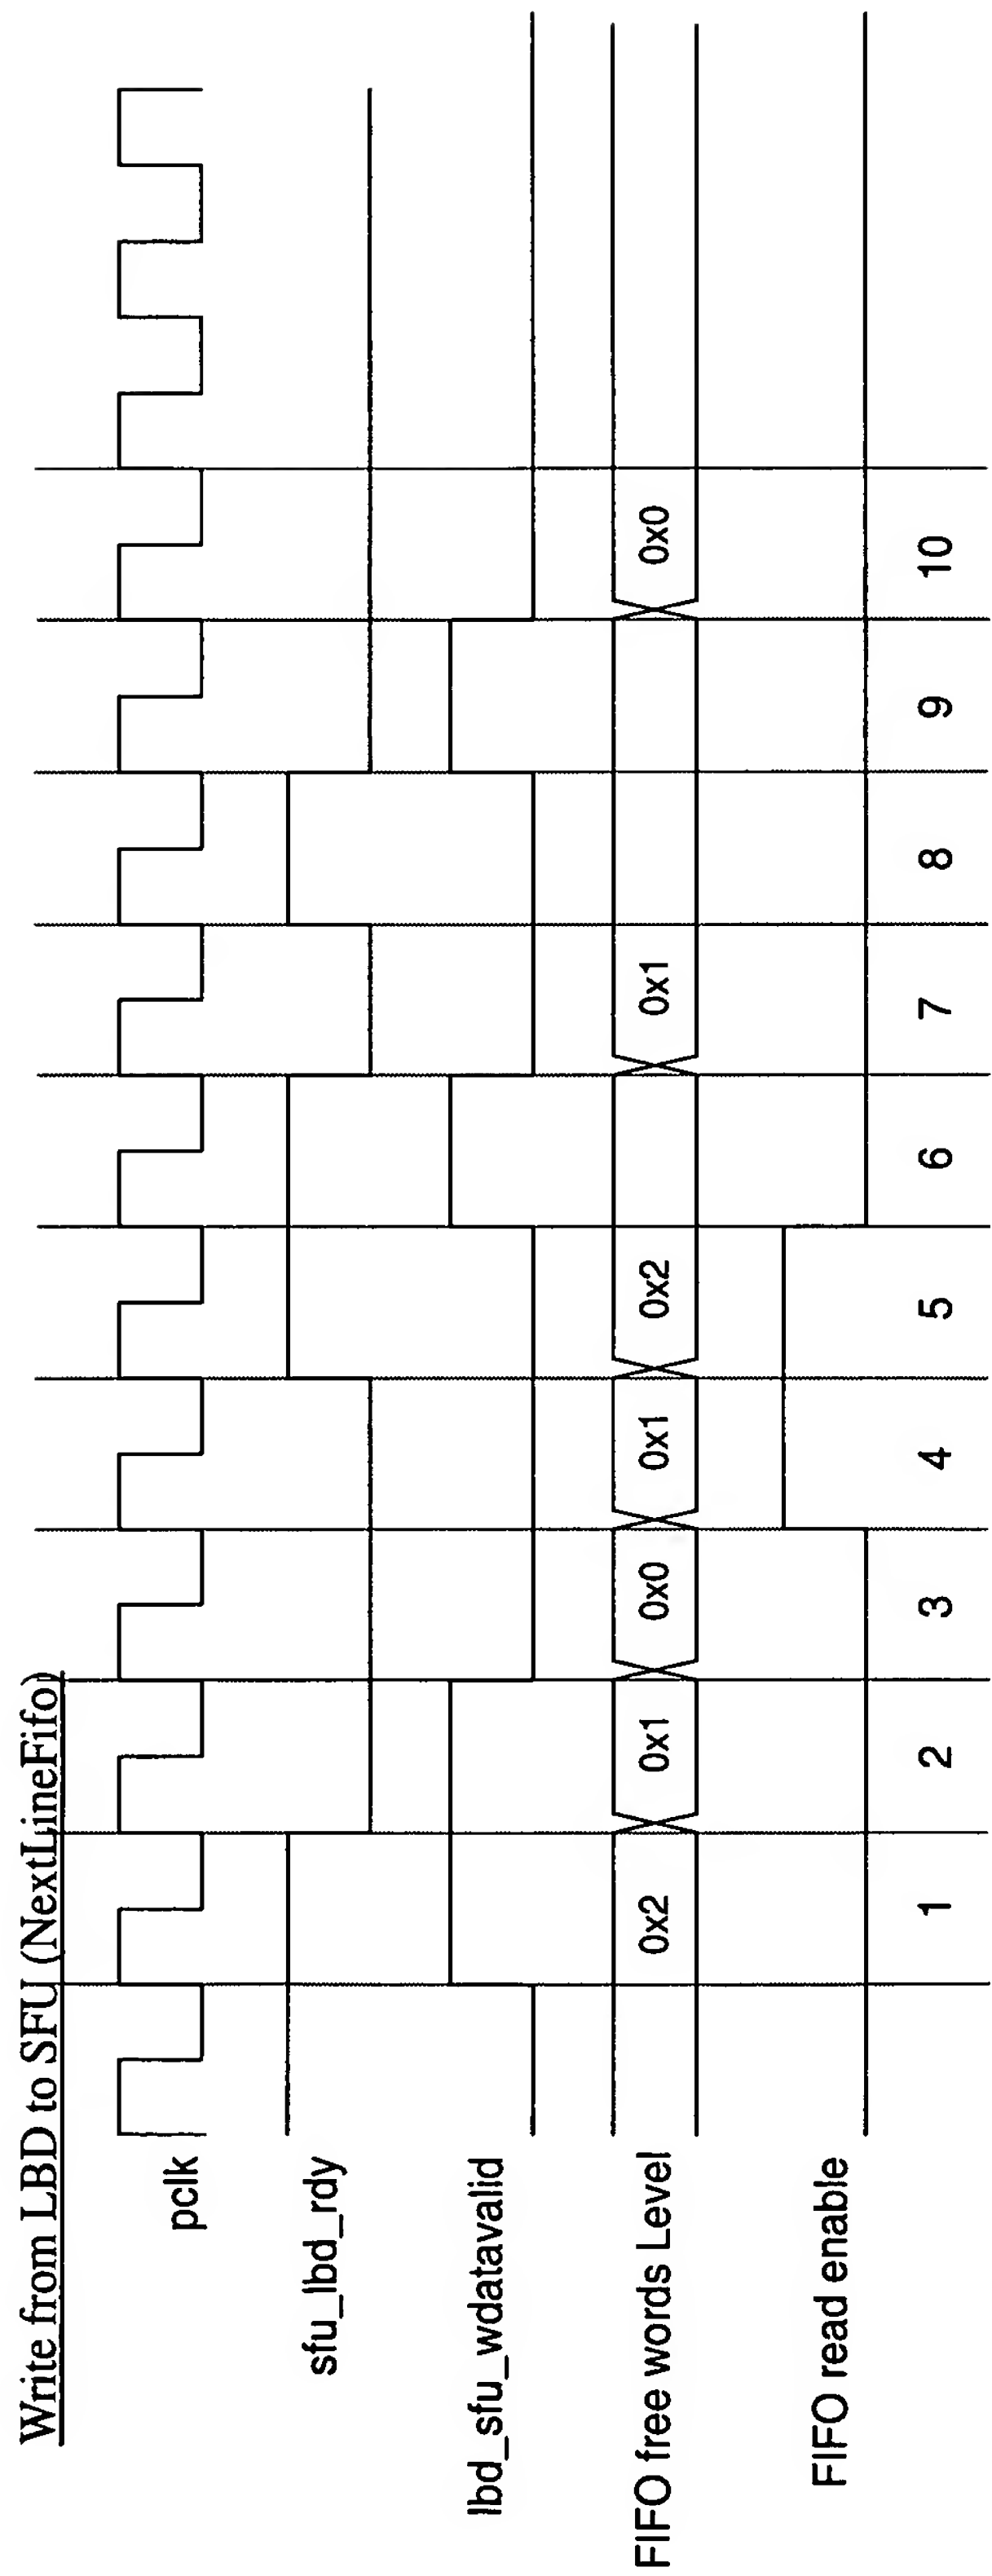 Write from LBD to SFU (NextLineFifo)
pclk
sfu_lbd_rdy
lbd_sfu_wdatavalid
FIFO free words Level
0x2
0x1
0x0
0x1
0x2
0x1
0x0
FIFO read enable
1
2
3
4
5
6
7
8
9
10